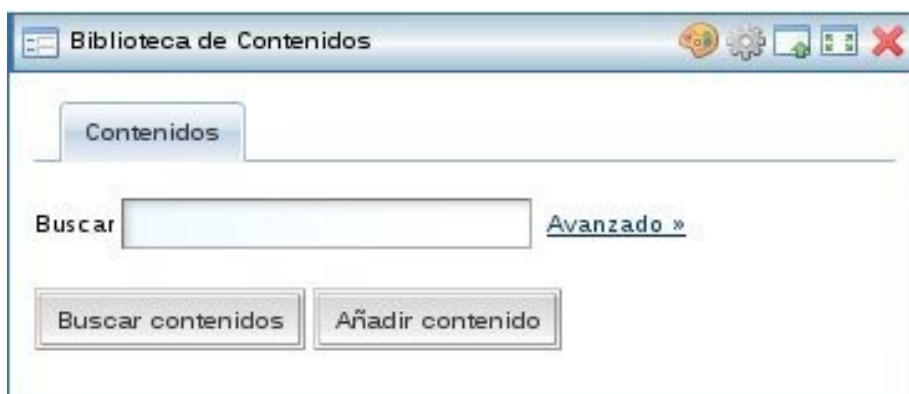 Biblioteca de Contenidos
Contenidos
Buscar Avanzado »
Buscar contenidos Añadir contenido